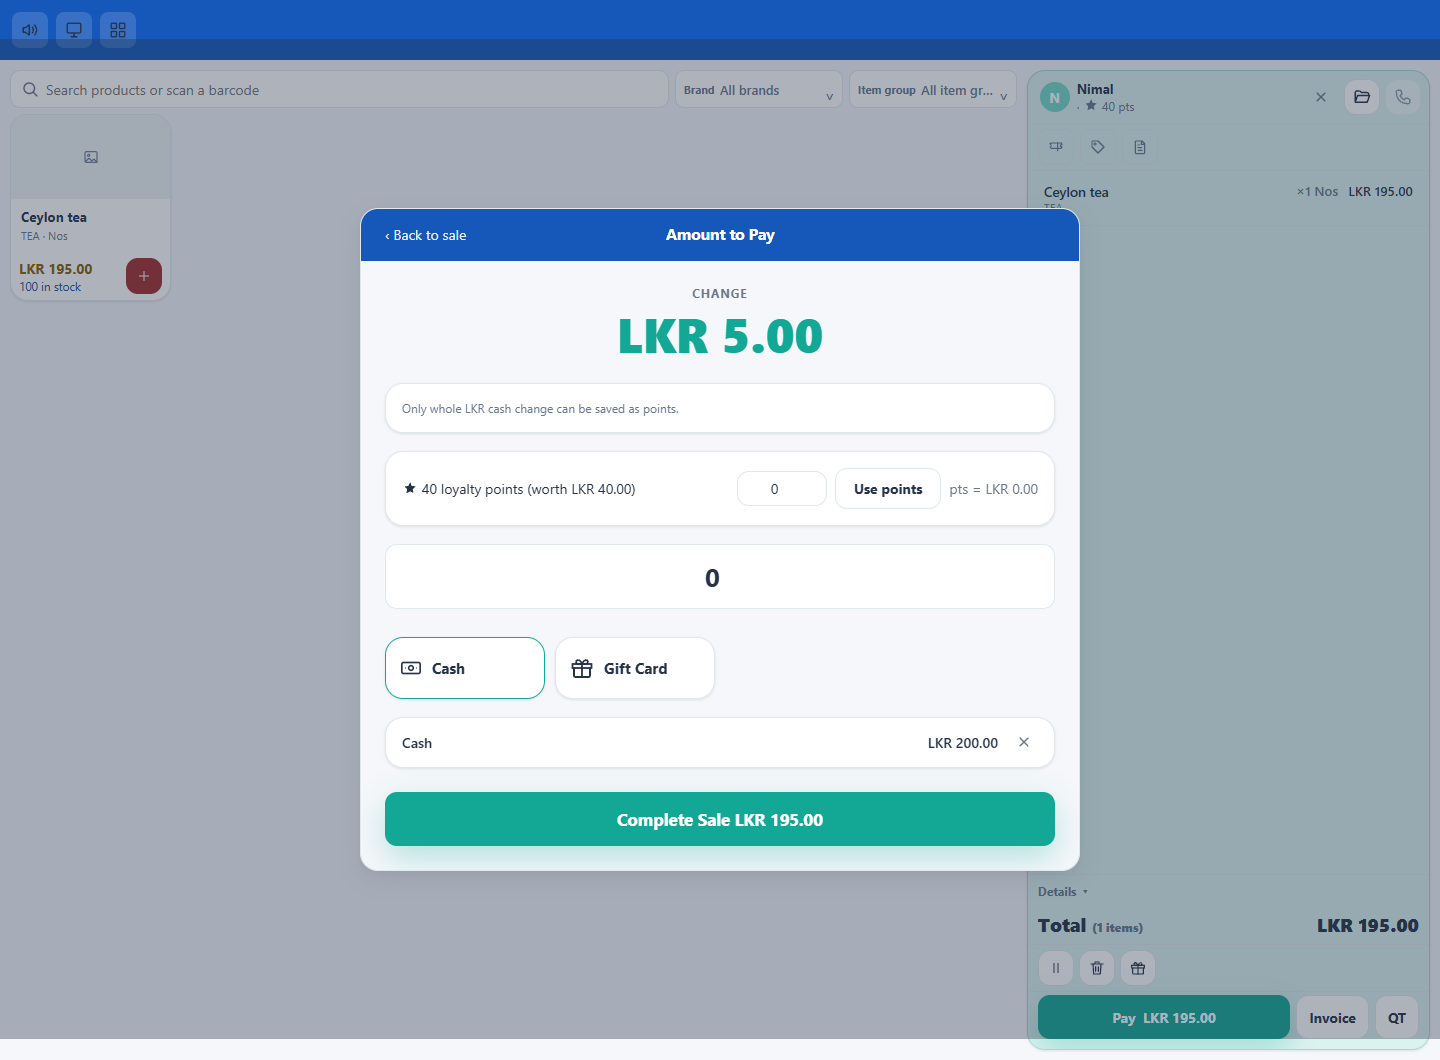 Search products or scan a barcode
Brand All brands
Item group All item gr...
N
Nimal
· ★ 40 pts
Ceylon tea
×1 Nos LKR 195.00
Ceylon tea
TEA · Nos
LKR 195.00
100 in stock
‹ Back to sale
Amount to Pay
CHANGE
LKR 5.00
Only whole LKR cash change can be saved as points.
★ 40 loyalty points (worth LKR 40.00)
0
Use points
pts = LKR 0.00
0
Cash
Gift Card
Cash
LKR 200.00
Complete Sale LKR 195.00
Details
Total (1 items)
LKR 195.00
Pay LKR 195.00
Invoice
QT